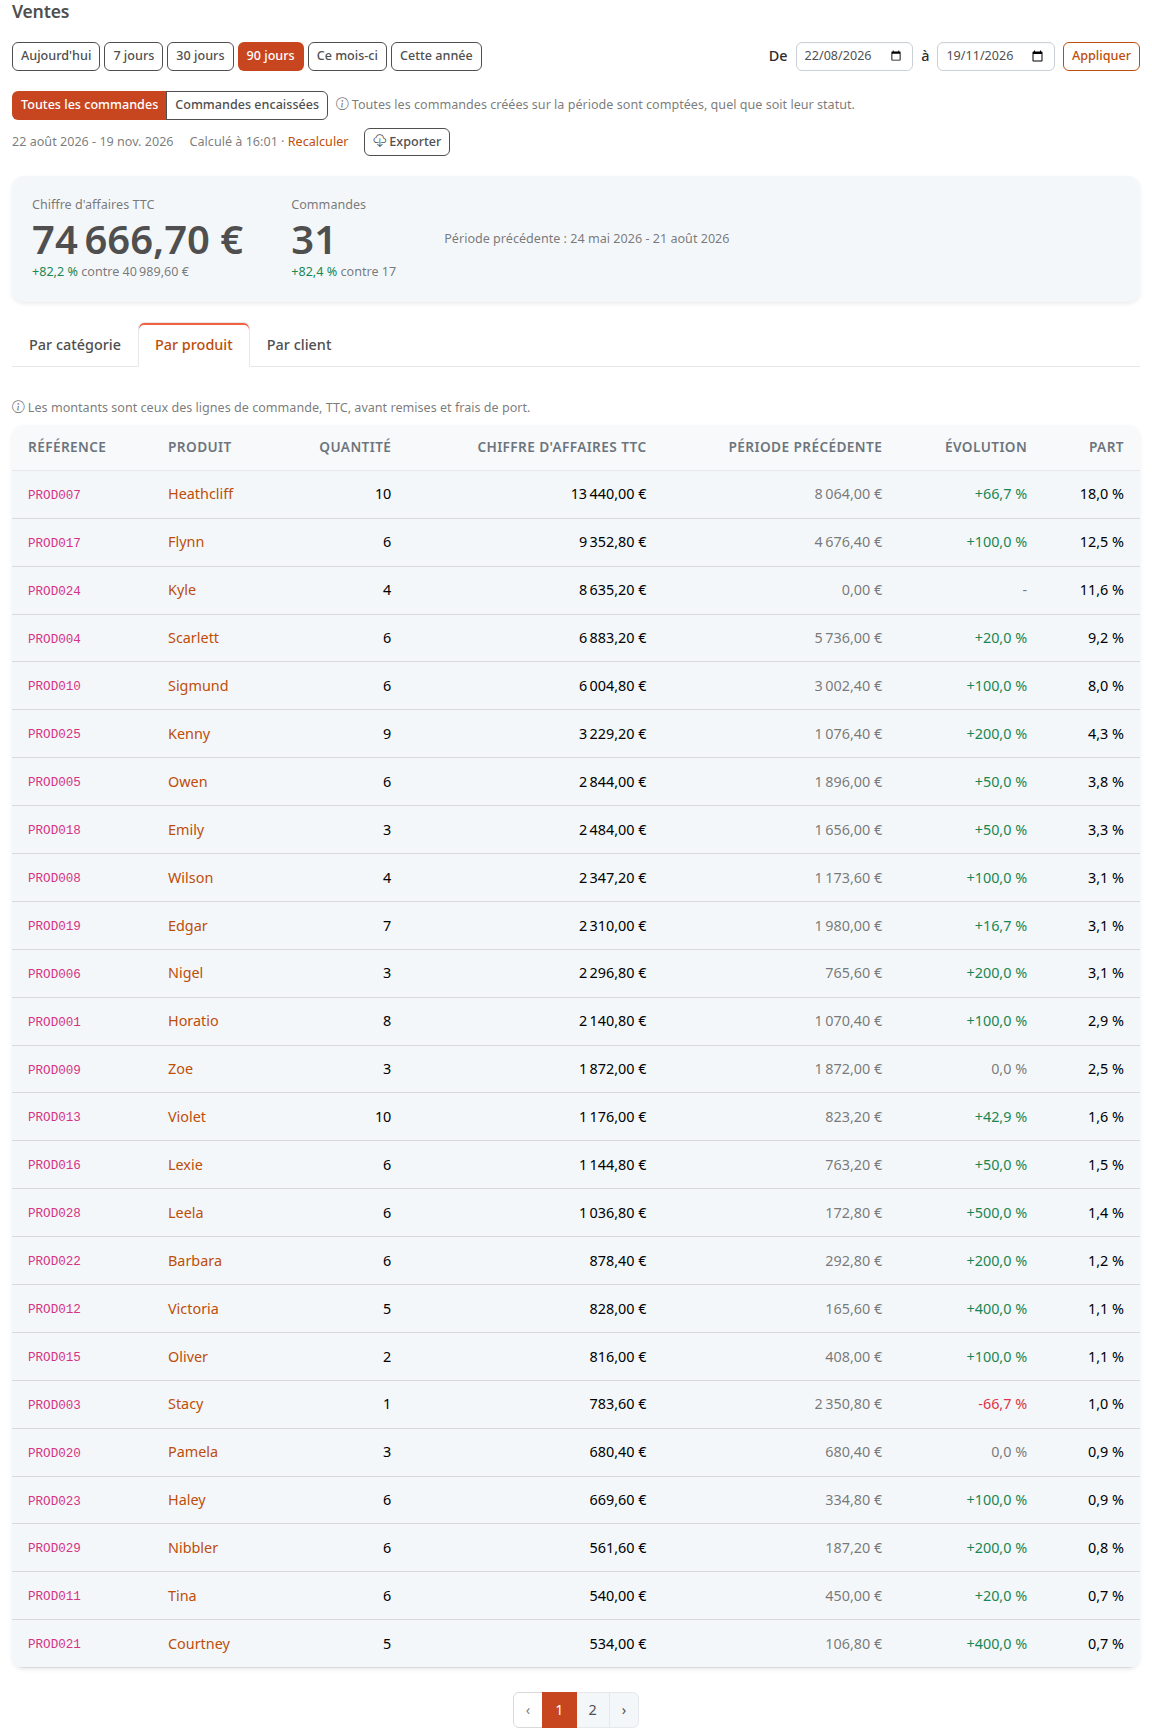 Ventes
Aujourd'hui 7 jours 30 jours 90 jours Ce mois-ci Cette année De 22/08/2026 à 19/11/2026 Appliquer
Toutes les commandes Commandes encaissées Toutes les commandes créées sur la période sont comptées, quel que soit leur statut.
22 août 2026 - 19 nov. 2026 Calculé à 16:01 · Recalculer Exporter
Chiffre d'affaires TTC Commandes
74 666,70 € 31 Période précédente : 24 mai 2026 - 21 août 2026
+82,2 % contre 40 989,60 € +82,4 % contre 17
Par catégorie Par produit Par client
Les montants sont ceux des lignes de commande, TTC, avant remises et frais de port.
RÉFÉRENCE PRODUIT QUANTITÉ CHIFFRE D'AFFAIRES TTC PÉRIODE PRÉCÉDENTE ÉVOLUTION PART
PROD007 Heathcliff 10 13 440,00 € 8 064,00 € +66,7 % 18,0 %
PROD017 Flynn 6 9 352,80 € 4 676,40 € +100,0 % 12,5 %
PROD024 Kyle 4 8 635,20 € 0,00 € - 11,6 %
PROD004 Scarlett 6 6 883,20 € 5 736,00 € +20,0 % 9,2 %
PROD010 Sigmund 6 6 004,80 € 3 002,40 € +100,0 % 8,0 %
PROD025 Kenny 9 3 229,20 € 1 076,40 € +200,0 % 4,3 %
PROD005 Owen 6 2 844,00 € 1 896,00 € +50,0 % 3,8 %
PROD018 Emily 3 2 484,00 € 1 656,00 € +50,0 % 3,3 %
PROD008 Wilson 4 2 347,20 € 1 173,60 € +100,0 % 3,1 %
PROD019 Edgar 7 2 310,00 € 1 980,00 € +16,7 % 3,1 %
PROD006 Nigel 3 2 296,80 € 765,60 € +200,0 % 3,1 %
PROD001 Horatio 8 2 140,80 € 1 070,40 € +100,0 % 2,9 %
PROD009 Zoe 3 1 872,00 € 1 872,00 € 0,0 % 2,5 %
PROD013 Violet 10 1 176,00 € 823,20 € +42,9 % 1,6 %
PROD016 Lexie 6 1 144,80 € 763,20 € +50,0 % 1,5 %
PROD028 Leela 6 1 036,80 € 172,80 € +500,0 % 1,4 %
PROD022 Barbara 6 878,40 € 292,80 € +200,0 % 1,2 %
PROD012 Victoria 5 828,00 € 165,60 € +400,0 % 1,1 %
PROD015 Oliver 2 816,00 € 408,00 € +100,0 % 1,1 %
PROD003 Stacy 1 783,60 € 2 350,80 € -66,7 % 1,0 %
PROD020 Pamela 3 680,40 € 680,40 € 0,0 % 0,9 %
PROD023 Haley 6 669,60 € 334,80 € +100,0 % 0,9 %
PROD029 Nibbler 6 561,60 € 187,20 € +200,0 % 0,8 %
PROD011 Tina 6 540,00 € 450,00 € +20,0 % 0,7 %
PROD021 Courtney 5 534,00 € 106,80 € +400,0 % 0,7 %
‹ 1 2 ›